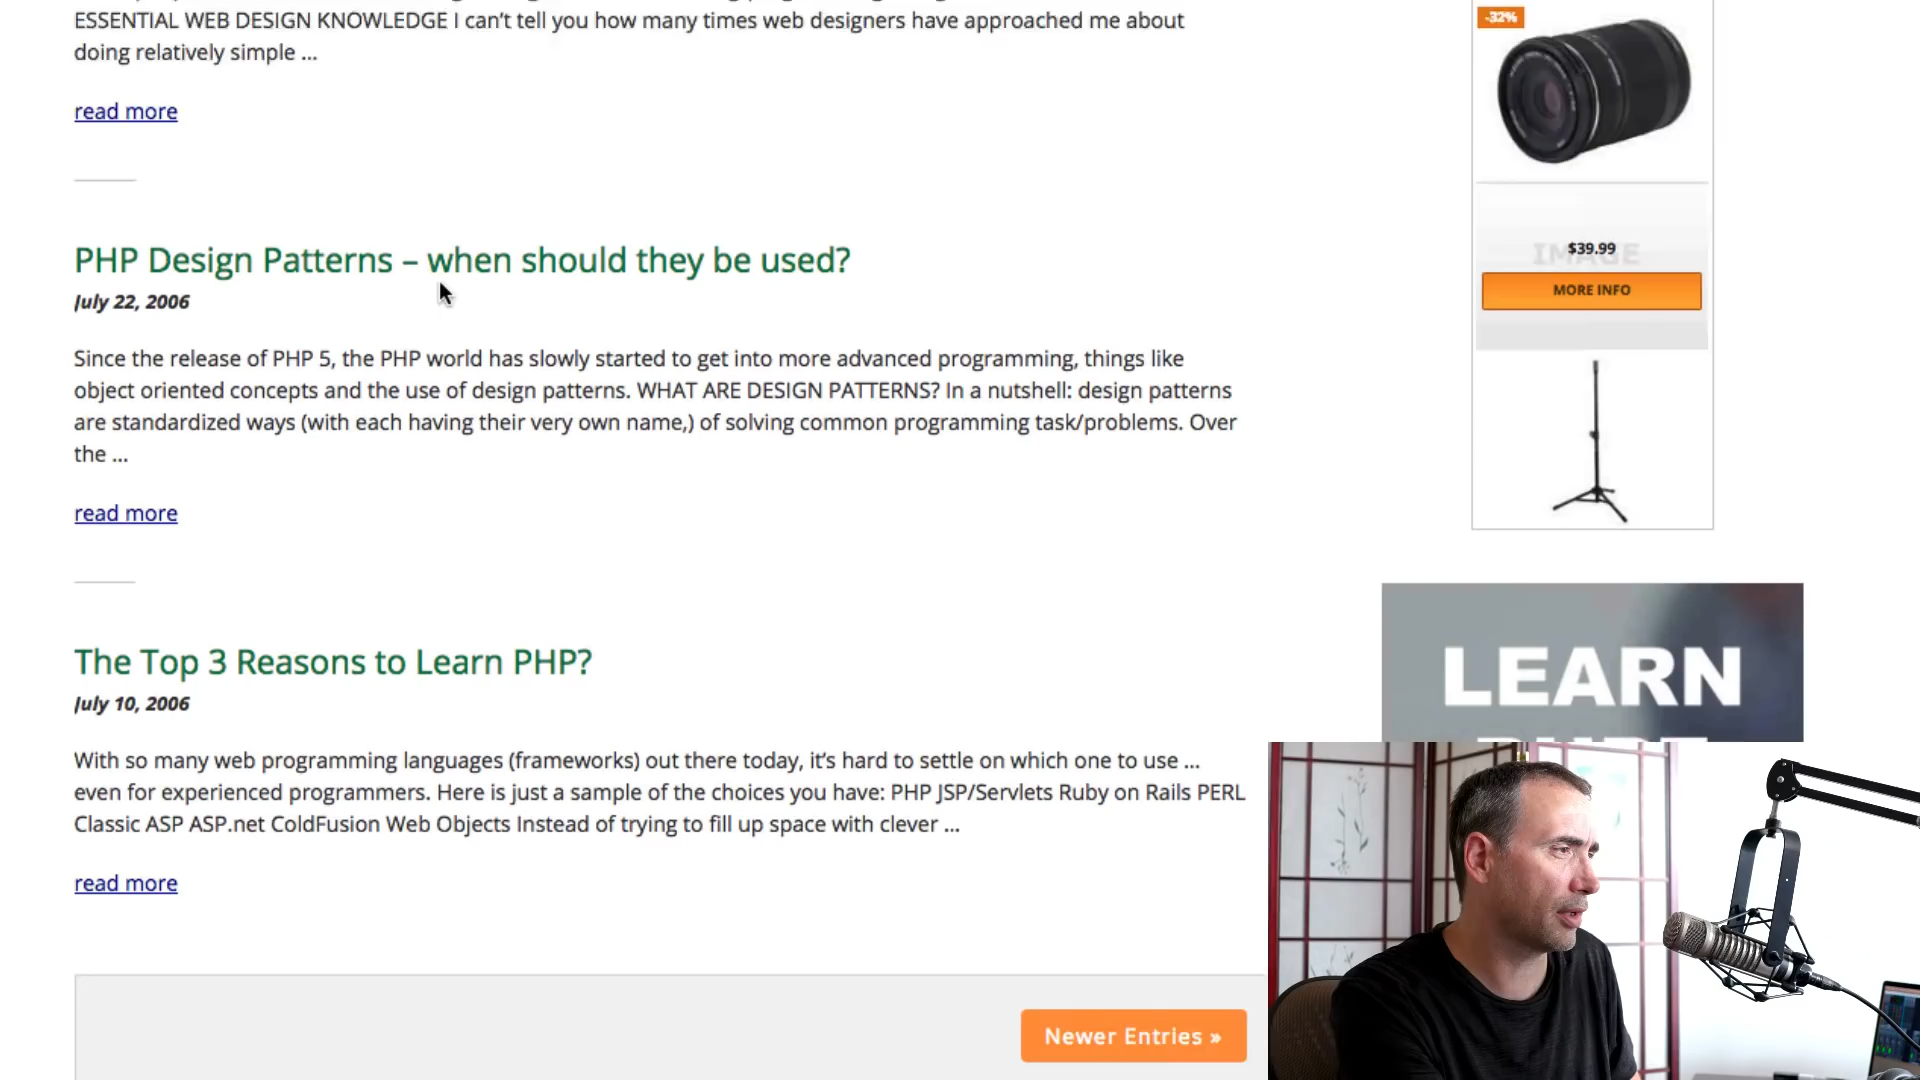 ESSENTIAL WEB DESIGN KNOWLEDGE I can't tell you how many times web designers have approached me about
doing relatively simple ...
read more
PHP Design Patterns – when should they be used?
July 22, 2006
Since the release of PHP 5, the PHP world has slowly started to get into more advanced programming, things like
object oriented concepts and the use of design patterns. WHAT ARE DESIGN PATTERNS? In a nutshell: design patterns
are standardized ways (with each having their very own name,) of solving common programming task/problems. Over
the ...
read more
The Top 3 Reasons to Learn PHP?
July 10, 2006
With so many web programming languages (frameworks) out there today, it's hard to settle on which one to use ...
even for experienced programmers. Here is just a sample of the choices you have: PHP JSP/Servlets Ruby on Rails PERL
Classic ASP ASP.net ColdFusion Web Objects Instead of trying to fill up space with clever ...
read more
Newer Entries »
-32%
IMAGE
$39.99
MORE INFO
LEARN